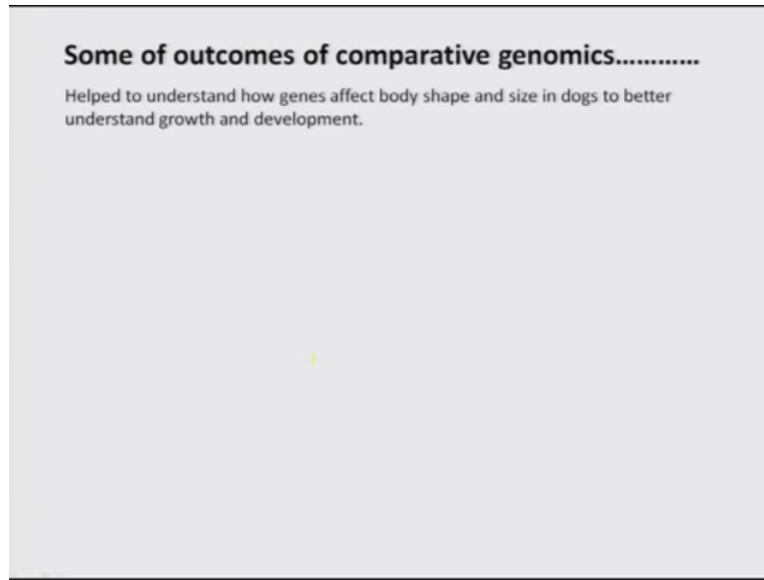 Some of outcomes of comparative genomics............
Helped to understand how genes affect body shape and size in dogs to better
understand growth and development.